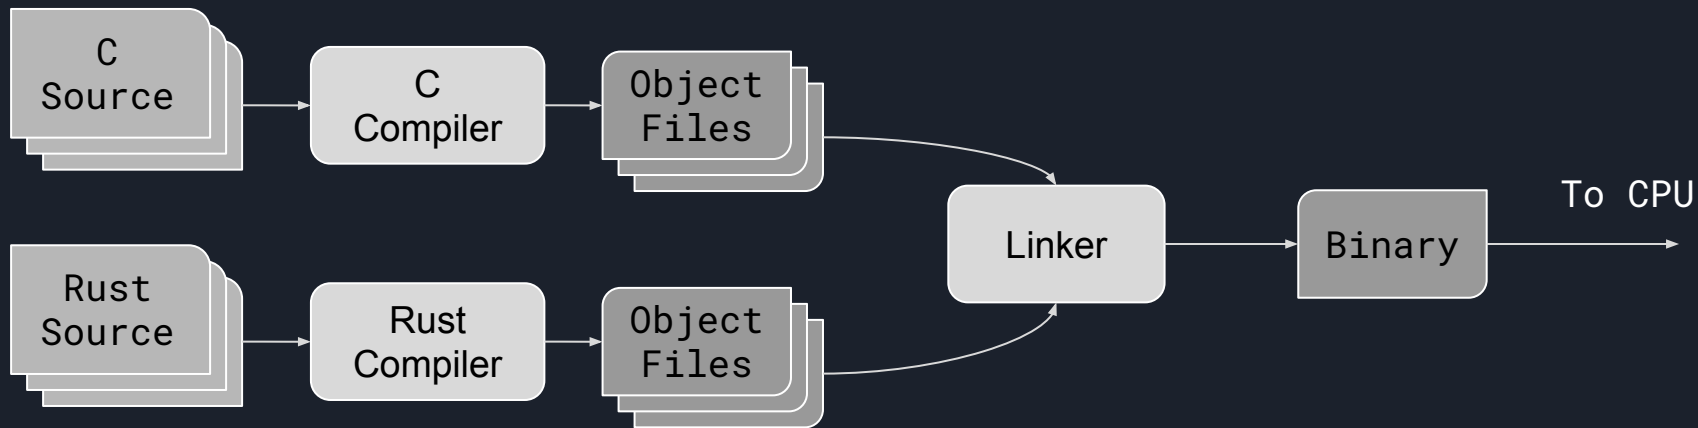 C
Source
C
Compiler
Object
Files
Rust
Source
Rust
Compiler
Object
Files
Linker
Binary
To CPU